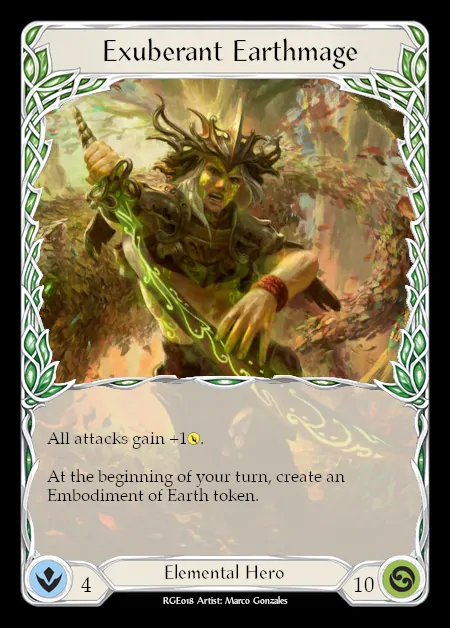 Exuberant Earthmage
All attacks gain +1.
At the beginning of your turn, create an
Embodiment of Earth token.
Elemental Hero
4
10
RGE018 Artist: Marco Gonzales